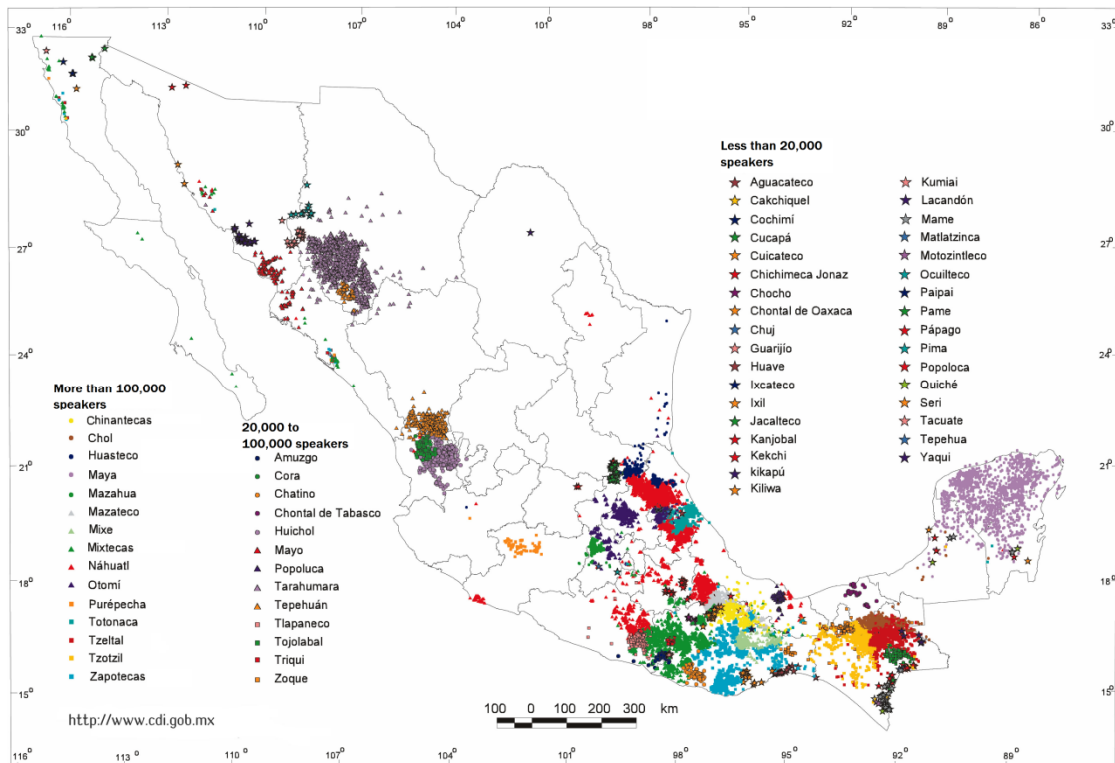 116° 113° 110° 107° 104° 101° 98° 95° 92° 89° 86°
33° 33°
30° 30°
27° 27°
24° 24°
21° 21°
18° 18°
15° 15°
More than 100,000
speakers
Chinantecas
Chol
Huasteco
Maya
Mazahua
Mazateco
Mixe
Mixtecas
Náhuatl
Otomí
Purépecha
Totonaca
Tzeltal
Tzotzil
Zapotecas
20,000 to
100,000 speakers
Amuzgo
Cora
Chatino
Chontal de Tabasco
Huichol
Mayo
Popoluca
Tarahumara
Tepehuán
Tlapaneco
Tojolabal
Triqui
Zoque
Less than 20,000
speakers
Aguacateco
Cakchiquel
Cochimí
Cucapá
Cuicateco
Chichimeca Jonaz
Chocho
Chontal de Oaxaca
Chuj
Guarijío
Huave
Ixcateco
Ixil
Jacalteco
Kanjobal
Kekchi
kikapú
Kiliwa
Kumiai
Lacandón
Mame
Matlatzinca
Motozintleco
Ocuilteco
Paipai
Pame
Pápago
Pima
Popoloca
Quiché
Seri
Tacuate
Tepehua
Yaqui
http://www.cdi.gob.mx
100 0 100 200 300 km
116° 113° 110° 107° 104° 101° 98° 95° 92° 89°